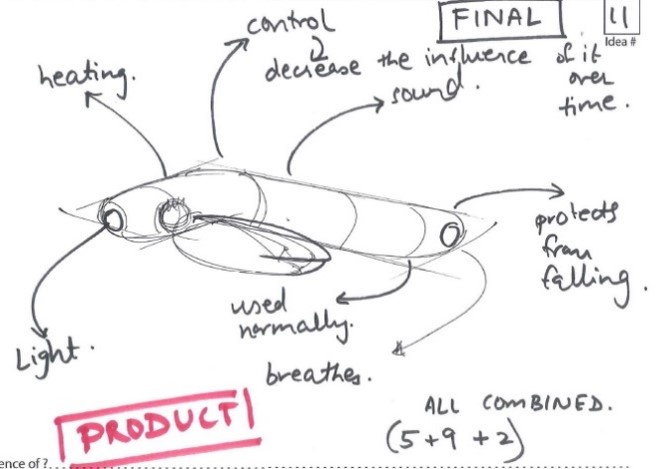 FINAL
11
Idea #
control
decrease the influence of it
over
time.
heating.
sound.
protects
from
falling.
used
normally.
Light.
breathes.
PRODUCT
ALL COMBINED.
(5+9+2)
ence of ?